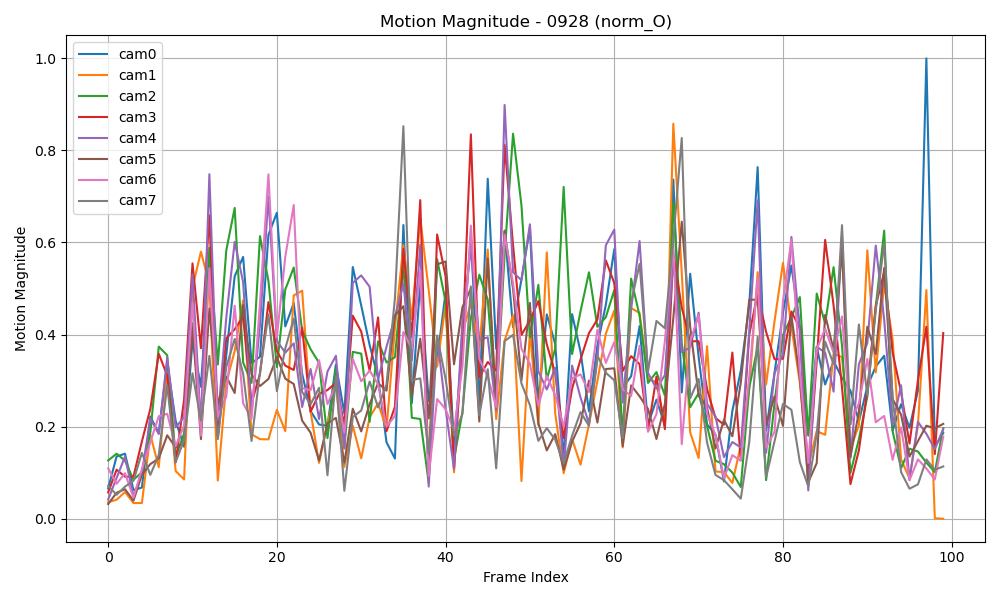 Motion Magnitude - 0928 (norm_O)
Motion Magnitude
1.0
0.8
0.6
0.4
0.2
0.0
cam0
cam1
cam2
cam3
cam4
cam5
cam6
cam7
0 20 40 60 80 100
Frame Index